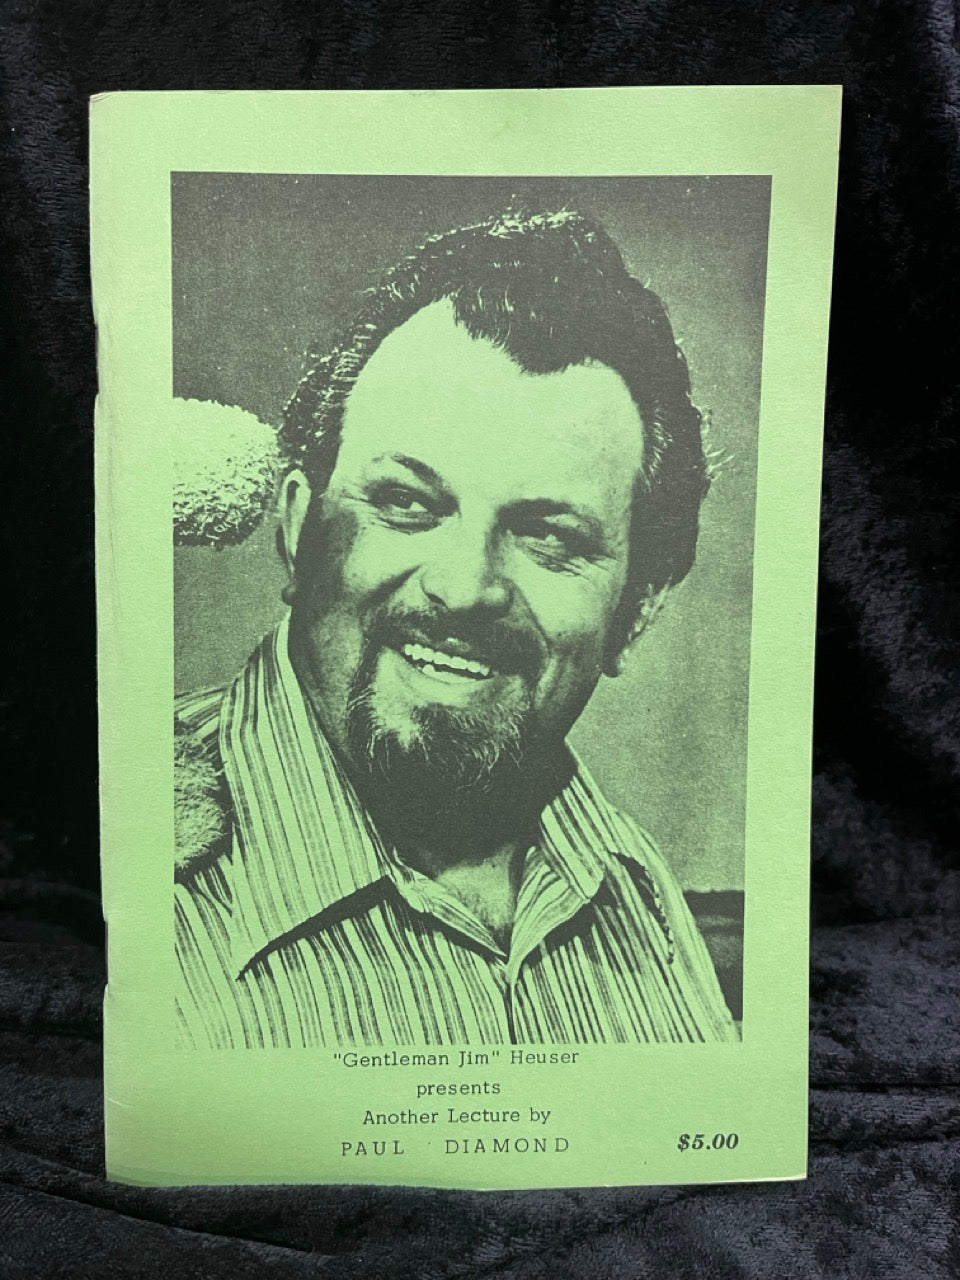 "Gentleman Jim" Heuser
presents
Another Lecture by
PAUL DIAMOND
$5.00